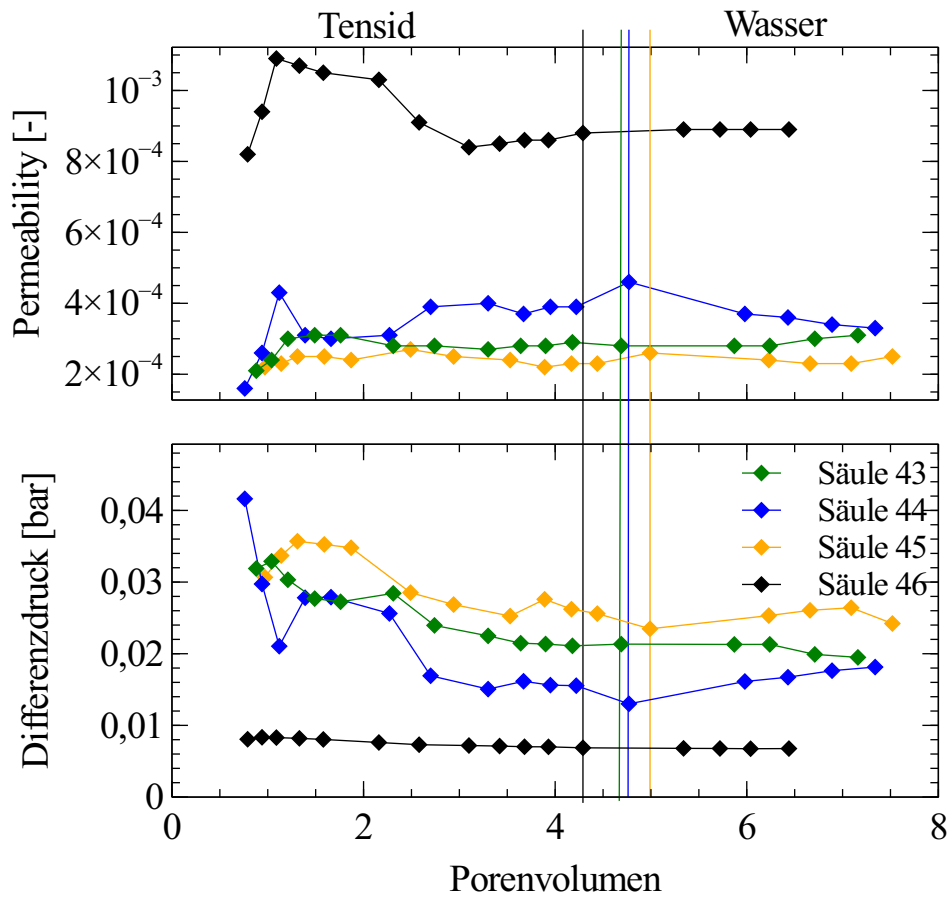 Tensid Wasser
Permeability [-]
10⁻³
8×10⁻⁴
6×10⁻⁴
4×10⁻⁴
2×10⁻⁴
Differenzdruck [bar]
0,04
0,03
0,02
0,01
0
Säule 43
Säule 44
Säule 45
Säule 46
0 2 4 6 8
Porenvolumen